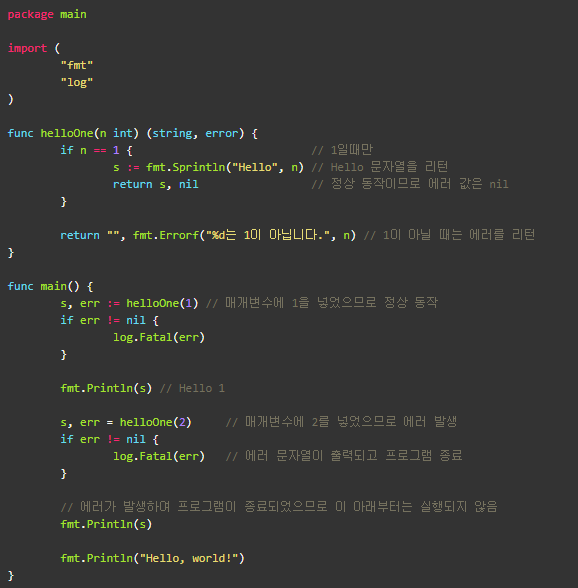 package main
import (
"fmt"
"log"
)
func helloOne(n int) (string, error) {
if n == 1 { // 1일때만
s := fmt.Sprintln("Hello", n) // Hello 문자열을 리턴
return s, nil // 정상 동작이므로 에러 값은 nil
}
return "", fmt.Errorf("%d는 1이 아닙니다.", n) // 1이 아닐 때는 에러를 리턴
}
func main() {
s, err := helloOne(1) // 매개변수에 1을 넣었으므로 정상 동작
if err != nil {
log.Fatal(err)
}
fmt.Println(s) // Hello 1
s, err = helloOne(2) // 매개변수에 2를 넣었으므로 에러 발생
if err != nil {
log.Fatal(err) // 에러 문자열이 출력되고 프로그램 종료
}
// 에러가 발생하여 프로그램이 종료되었으므로 이 아래부터는 실행되지 않음
fmt.Println(s)
fmt.Println("Hello, world!")
}